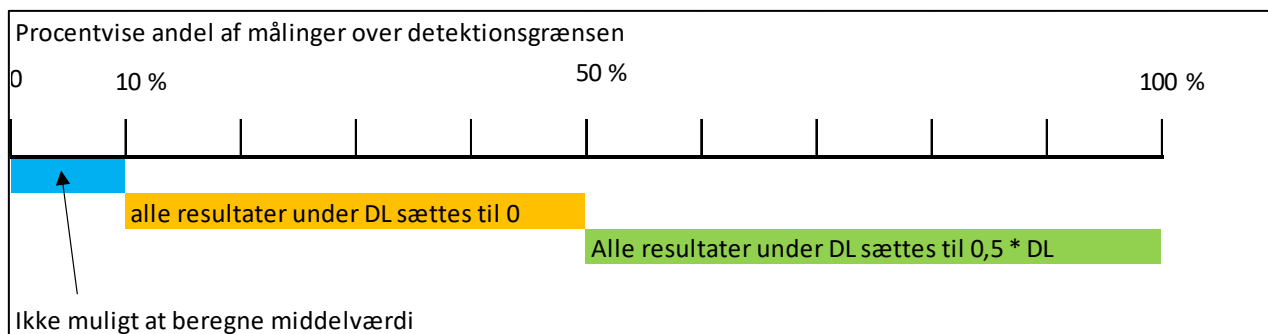 Procentvise andel af målinger over detektionsgrænsen
0 10 % 50 % 100 %
alle resultater under DL sættes til 0
Alle resultater under DL sættes til 0,5 * DL
Ikke muligt at beregne middelværdi